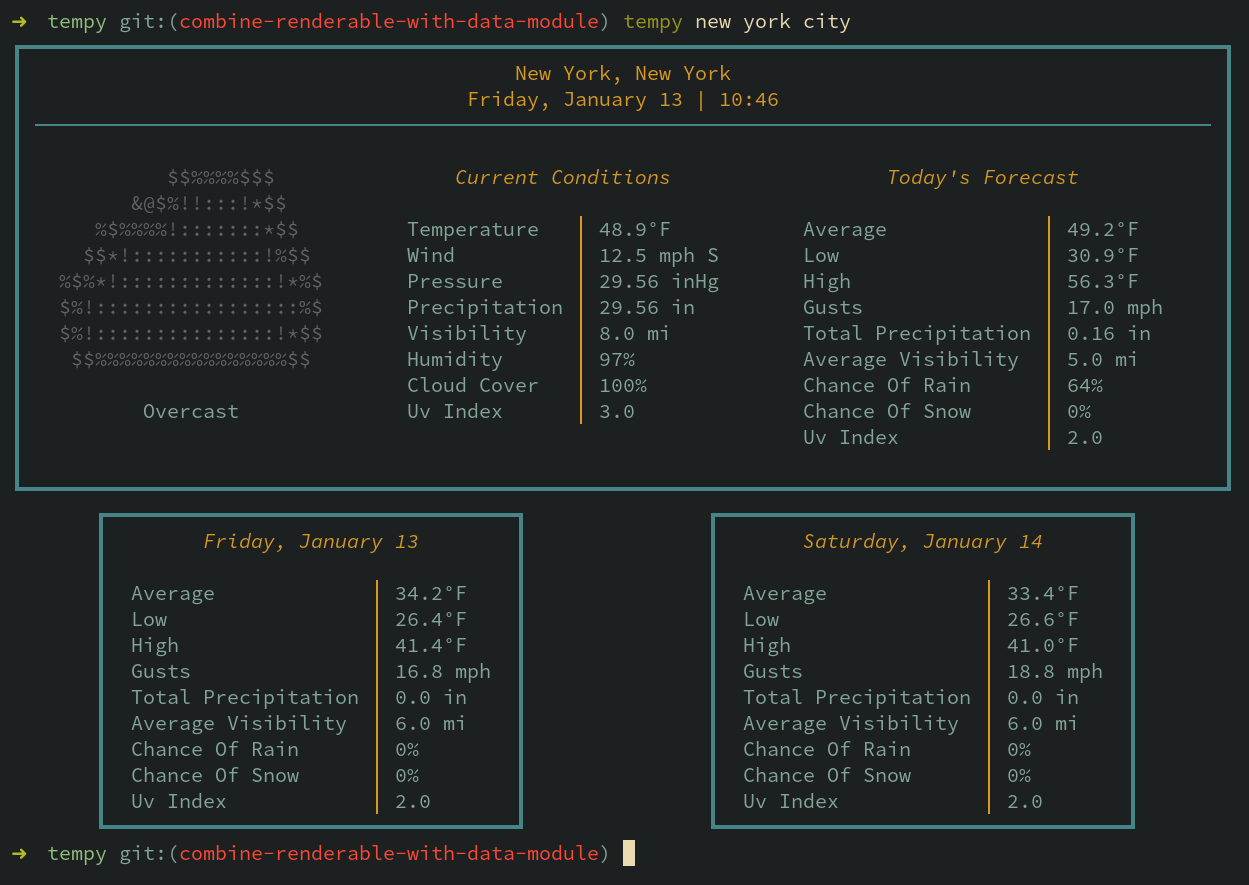 ➜  tempy git:(combine-renderable-with-data-module) tempy new york city
New York, New York
Friday, January 13 | 10:46
$$%%%%$$$
&@$%!!:::!*$$
%$%%%%!:::::::*$$
$$*!:::::::::::!%$$
%$%*!:::::::::::::!*%$
$%!:::::::::::::::::%$
$%!:::::::::::::::!*$$
$$%%%%%%%%%%%%%%%%$$
Overcast
Current Conditions
Temperature 48.9°F
Wind 12.5 mph S
Pressure 29.56 inHg
Precipitation 29.56 in
Visibility 8.0 mi
Humidity 97%
Cloud Cover 100%
Uv Index 3.0
Today's Forecast
Average 49.2°F
Low 30.9°F
High 56.3°F
Gusts 17.0 mph
Total Precipitation 0.16 in
Average Visibility 5.0 mi
Chance Of Rain 64%
Chance Of Snow 0%
Uv Index 2.0
Friday, January 13
Average 34.2°F
Low 26.4°F
High 41.4°F
Gusts 16.8 mph
Total Precipitation 0.0 in
Average Visibility 6.0 mi
Chance Of Rain 0%
Chance Of Snow 0%
Uv Index 2.0
Saturday, January 14
Average 33.4°F
Low 26.6°F
High 41.0°F
Gusts 18.8 mph
Total Precipitation 0.0 in
Average Visibility 6.0 mi
Chance Of Rain 0%
Chance Of Snow 0%
Uv Index 2.0
➜  tempy git:(combine-renderable-with-data-module)